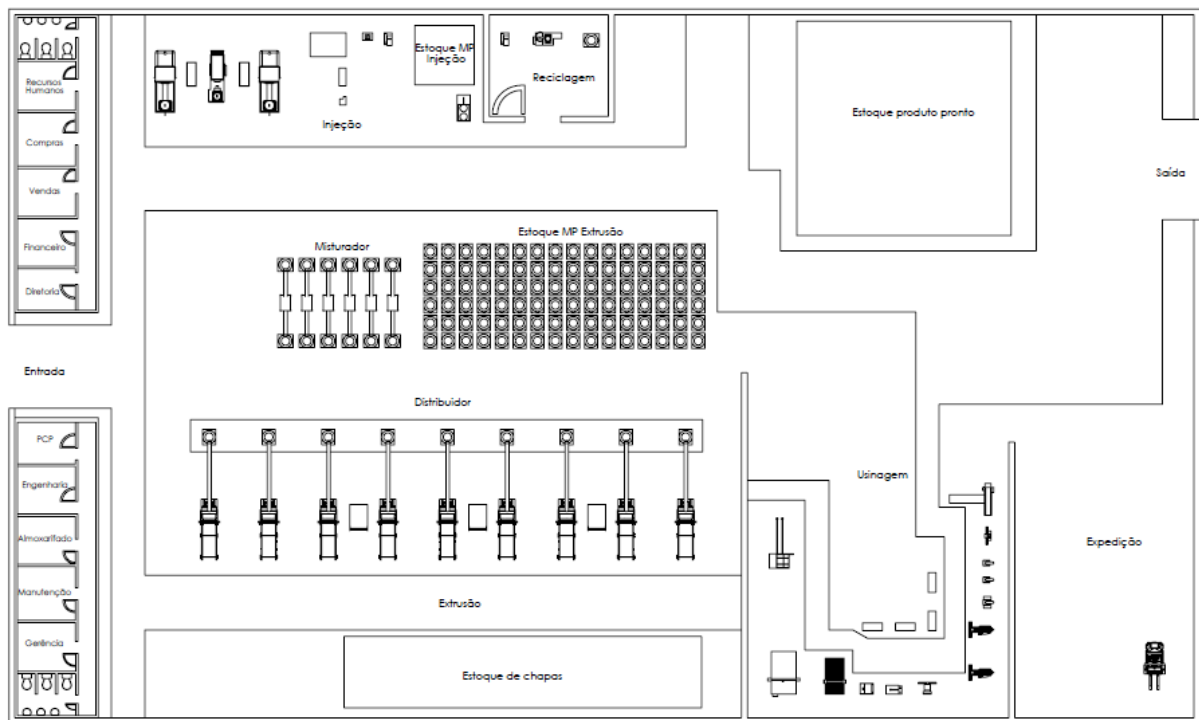 Recursos
Humanos
Compras
Vendas
Financeiro
Diretoria
Entrada
PCP
Engenharia
Almoxarifado
Manutenção
Gerência
Injeção
Estoque MP
Injeção
Reciclagem
Estoque produto pronto
Saída
Misturador
Estoque MP Extrusão
Distribuidor
Usinagem
Expedição
Extrusão
Estoque de chapas